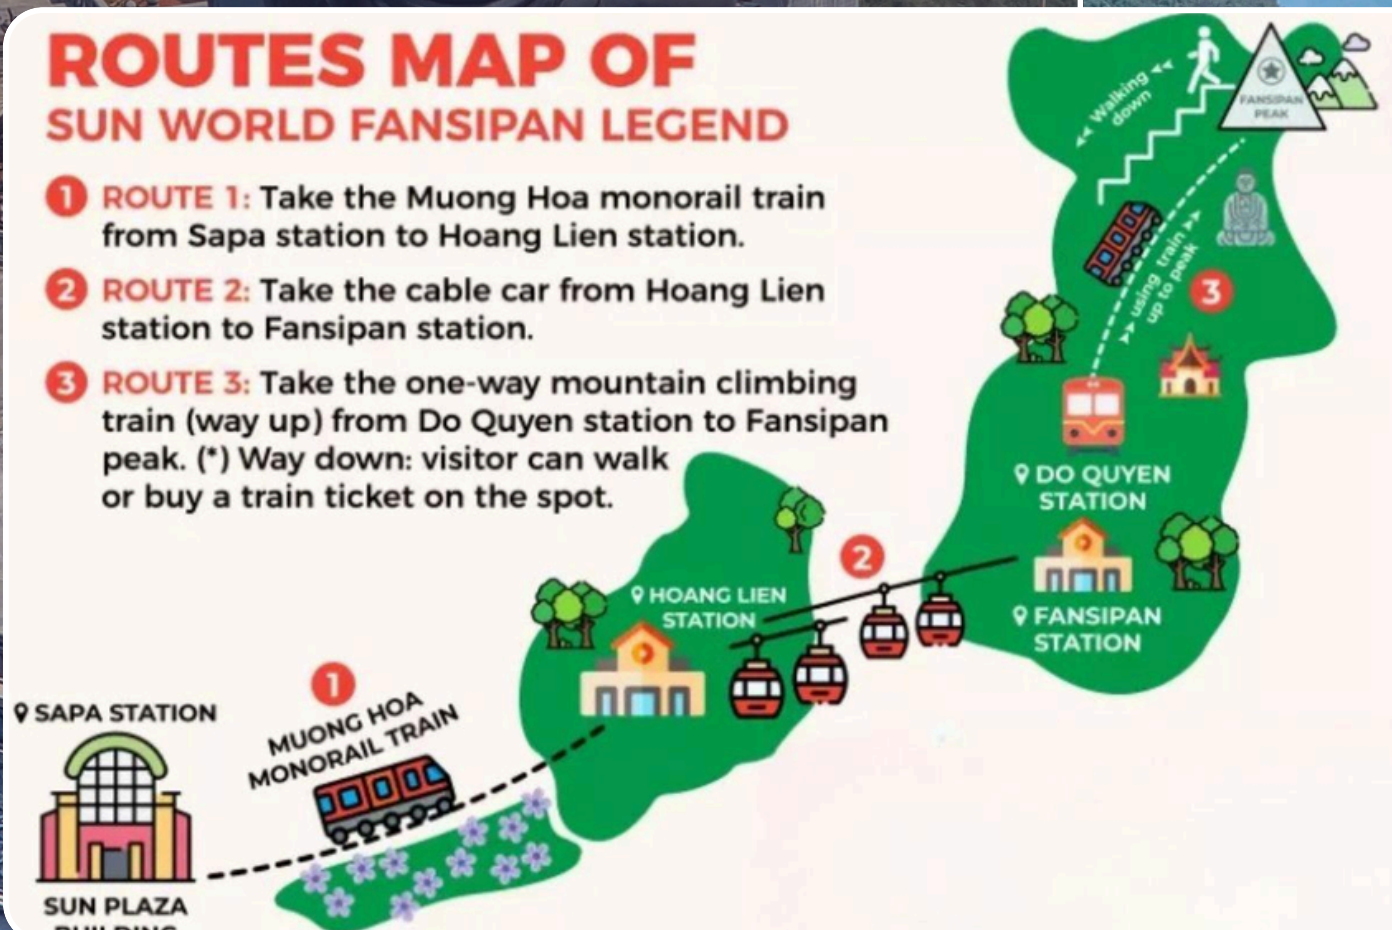 ROUTES MAP OF
SUN WORLD FANSIPAN LEGEND
1 ROUTE 1: Take the Muong Hoa monorail train
from Sapa station to Hoang Lien station.
2 ROUTE 2: Take the cable car from Hoang Lien
station to Fansipan station.
3 ROUTE 3: Take the one-way mountain climbing
train (way up) from Do Quyen station to Fansipan
peak. (*) Way down: visitor can walk
or buy a train ticket on the spot.
Walking
down
FANSIPAN
PEAK
using train
up to peak
3
DO QUYEN
STATION
2
HOANG LIEN
STATION
FANSIPAN
STATION
1
MUONG HOA
MONORAIL TRAIN
SAPA STATION
SUN PLAZA
BUILDING